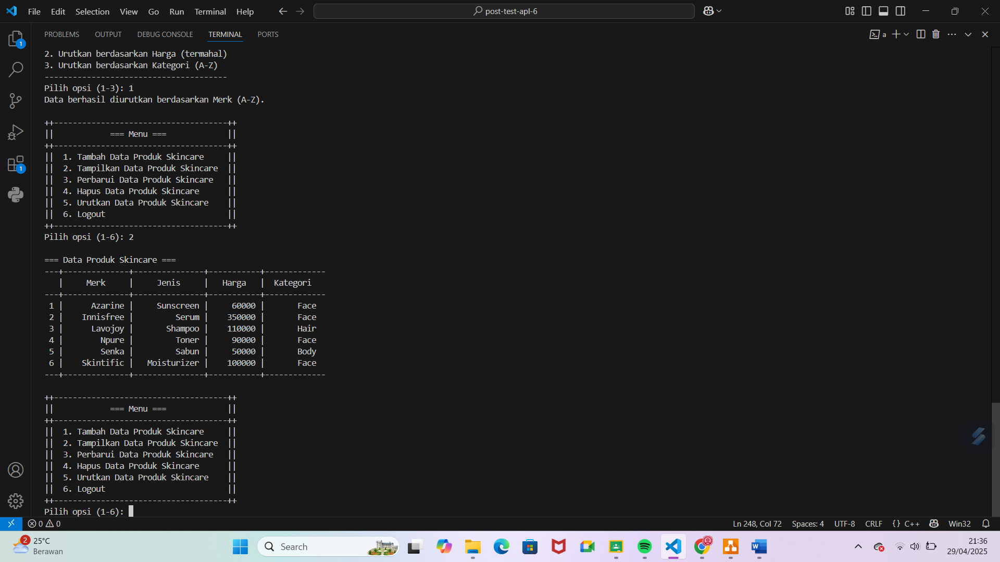 File Edit Selection View Go Run Terminal Help
post-test-apl-6
PROBLEMS OUTPUT DEBUG CONSOLE TERMINAL PORTS
a
2. Urutkan berdasarkan Harga (termahal)
3. Urutkan berdasarkan Kategori (A-Z)
---------------------------------------
Pilih opsi (1-3): 1
Data berhasil diurutkan berdasarkan Merk (A-Z).
++-------------------------------------++
||            === Menu ===             ||
++-------------------------------------++
||  1. Tambah Data Produk Skincare     ||
||  2. Tampilkan Data Produk Skincare  ||
||  3. Perbarui Data Produk Skincare   ||
||  4. Hapus Data Produk Skincare      ||
||  5. Urutkan Data Produk Skincare    ||
||  6. Logout                          ||
++-------------------------------------++
Pilih opsi (1-6): 2
=== Data Produk Skincare ===
---+--------------+---------------+-----------+-------------
   |     Merk     |     Jenis     |   Harga   |  Kategori
---+--------------+---------------+-----------+-------------
 1 |      Azarine |     Sunscreen |     60000 |       Face
 2 |    Innisfree |         Serum |    350000 |       Face
 3 |      Lavojoy |       Shampoo |    110000 |       Hair
 4 |        Npure |         Toner |     90000 |       Face
 5 |        Senka |         Sabun |     50000 |       Body
 6 |    Skintific |   Moisturizer |    100000 |       Face
---+--------------+---------------+-----------+-------------
++-------------------------------------++
||            === Menu ===             ||
++-------------------------------------++
||  1. Tambah Data Produk Skincare     ||
||  2. Tampilkan Data Produk Skincare  ||
||  3. Perbarui Data Produk Skincare   ||
||  4. Hapus Data Produk Skincare      ||
||  5. Urutkan Data Produk Skincare    ||
||  6. Logout                          ||
++-------------------------------------++
Pilih opsi (1-6):
1
1
0 0 Ln 248, Col 72 Spaces: 4 UTF-8 CRLF {} C++ Win32
2
25°C
Berawan
Search
W
21:36
29/04/2025